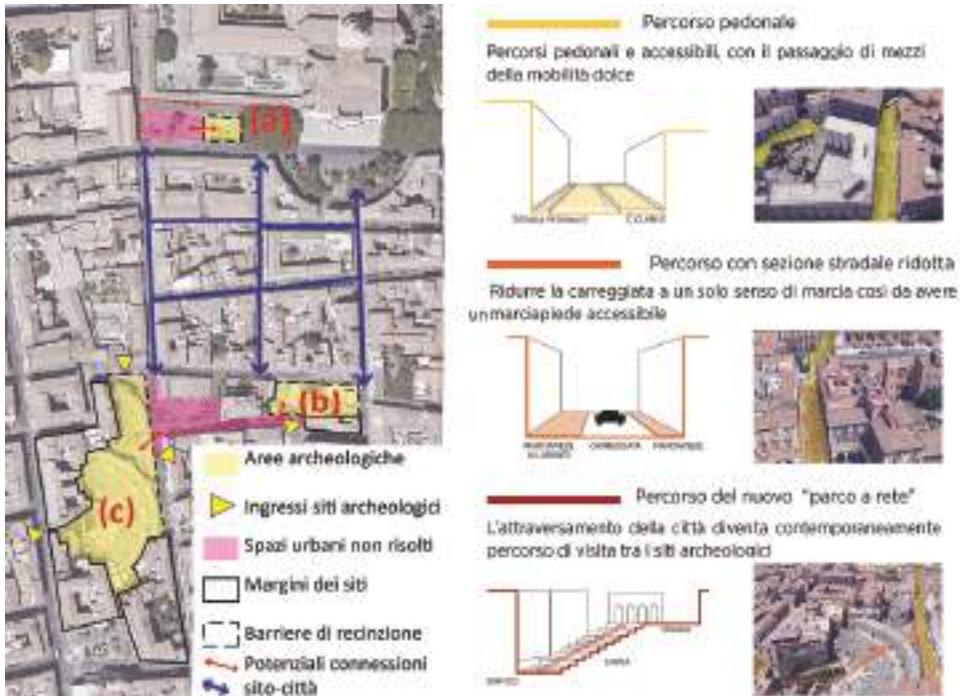 (a)
(b)
(c)
Aree archeologiche
Ingressi siti archeologici
Spazi urbani non risolti
Margini dei siti
Barriere di recinzione
Potenziali connessioni
sito-città
Percorso pedonale
Percorsi pedonali e accessibili, con il passaggio di mezzi
della mobilità dolce
Percorso con sezione stradale ridotta
Ridurre la carreggiata a un solo senso di marcia così da avere
un marciapiede accessibile
CARREGGIATA
MARCIAPIEDE
Percorso del nuovo "parco a rete"
L'attraversamento della città diventa contemporaneamente
percorso di visita tra i siti archeologici